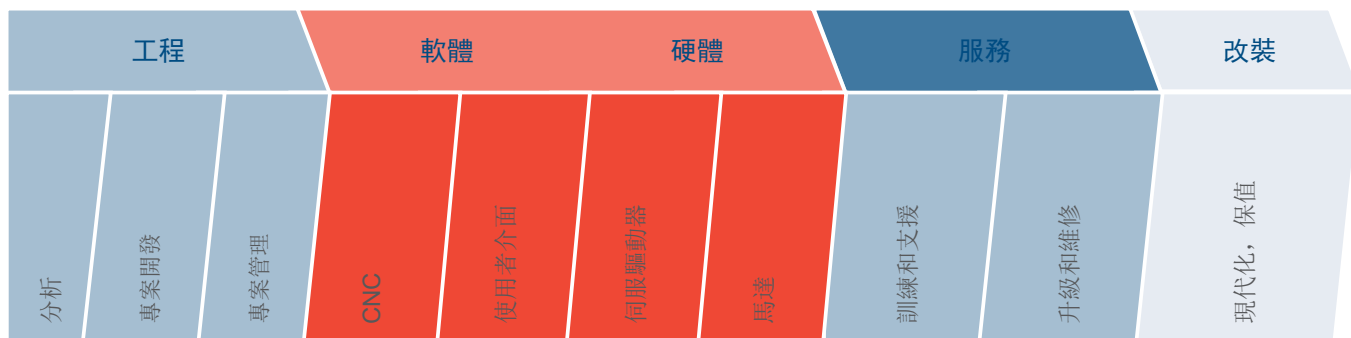 工程
軟體
硬體
服務
改裝
分析
專案開發
專案管理
CNC
使用者介面
伺服驅動器
馬達
訓練和支援
升級和維修
現代化，保值